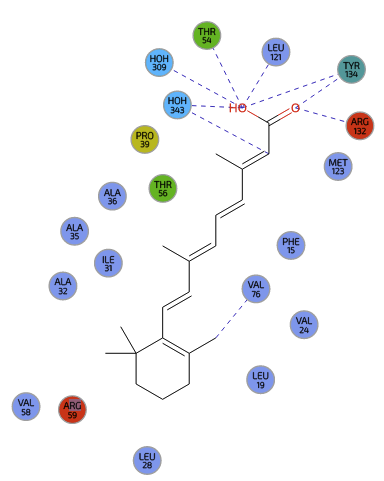 THR
54
LEU
121
HOH
309
TYR
134
HOH
343
HO
O
ARG
132
PRO
39
MET
123
THR
56
ALA
36
ALA
35
PHE
15
ILE
31
ALA
32
VAL
76
VAL
24
LEU
19
VAL
58
ARG
59
LEU
28